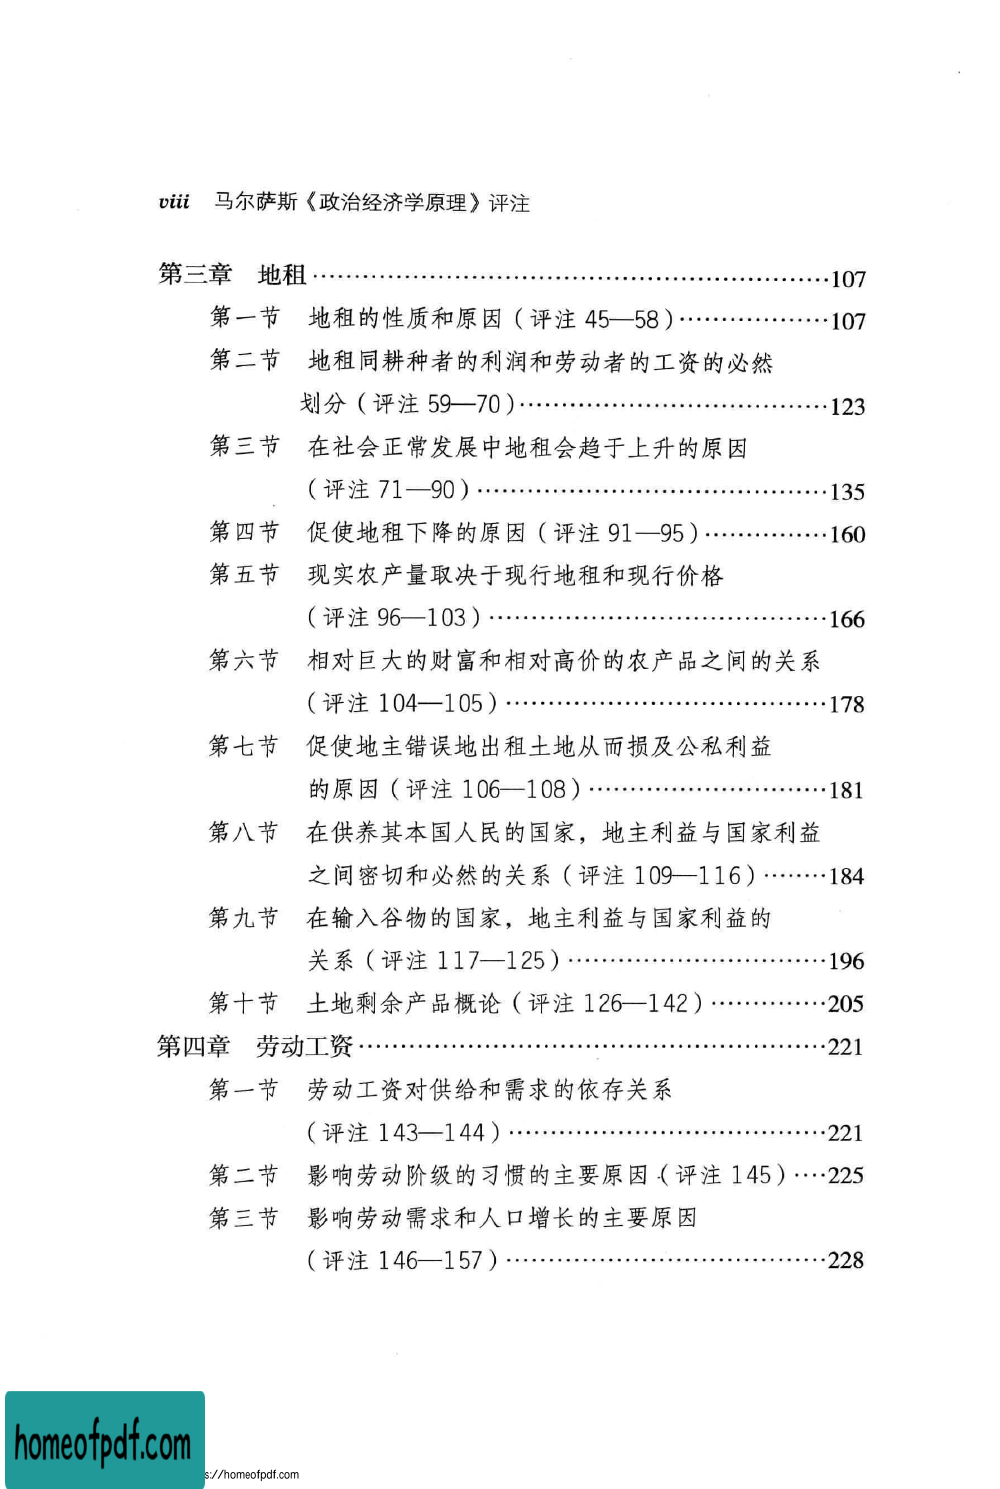 viii 马尔萨斯《政治经济学原理》评注
第三章 地租……………………………………………………107
第一节 地租的性质和原因（评注 45—58）………………107
第二节 地租同耕种者的利润和劳动者的工资的必然
划分（评注 59—70）………………………………123
第三节 在社会正常发展中地租会趋于上升的原因
（评注 71—90）……………………………………135
第四节 促使地租下降的原因（评注 91—95）……………160
第五节 现实农产量取决于现行地租和现行价格
（评注 96—103）…………………………………166
第六节 相对巨大的财富和相对高价的农产品之间的关系
（评注 104—105）…………………………………178
第七节 促使地主错误地出租土地从而损及公私利益
的原因（评注 106—108）…………………………181
第八节 在供养其本国人民的国家，地主利益与国家利益
之间密切和必然的关系（评注 109—116）………184
第九节 在输入谷物的国家，地主利益与国家利益的
关系（评注 117—125）……………………………196
第十节 土地剩余产品概论（评注 126—142）……………205
第四章 劳动工资………………………………………………221
第一节 劳动工资对供给和需求的依存关系
（评注 143—144）…………………………………221
第二节 影响劳动阶级的习惯的主要原因（评注 145）……225
第三节 影响劳动需求和人口增长的主要原因
（评注 146—157）…………………………………228
homeofpdf.com
s://homeofpdf.com